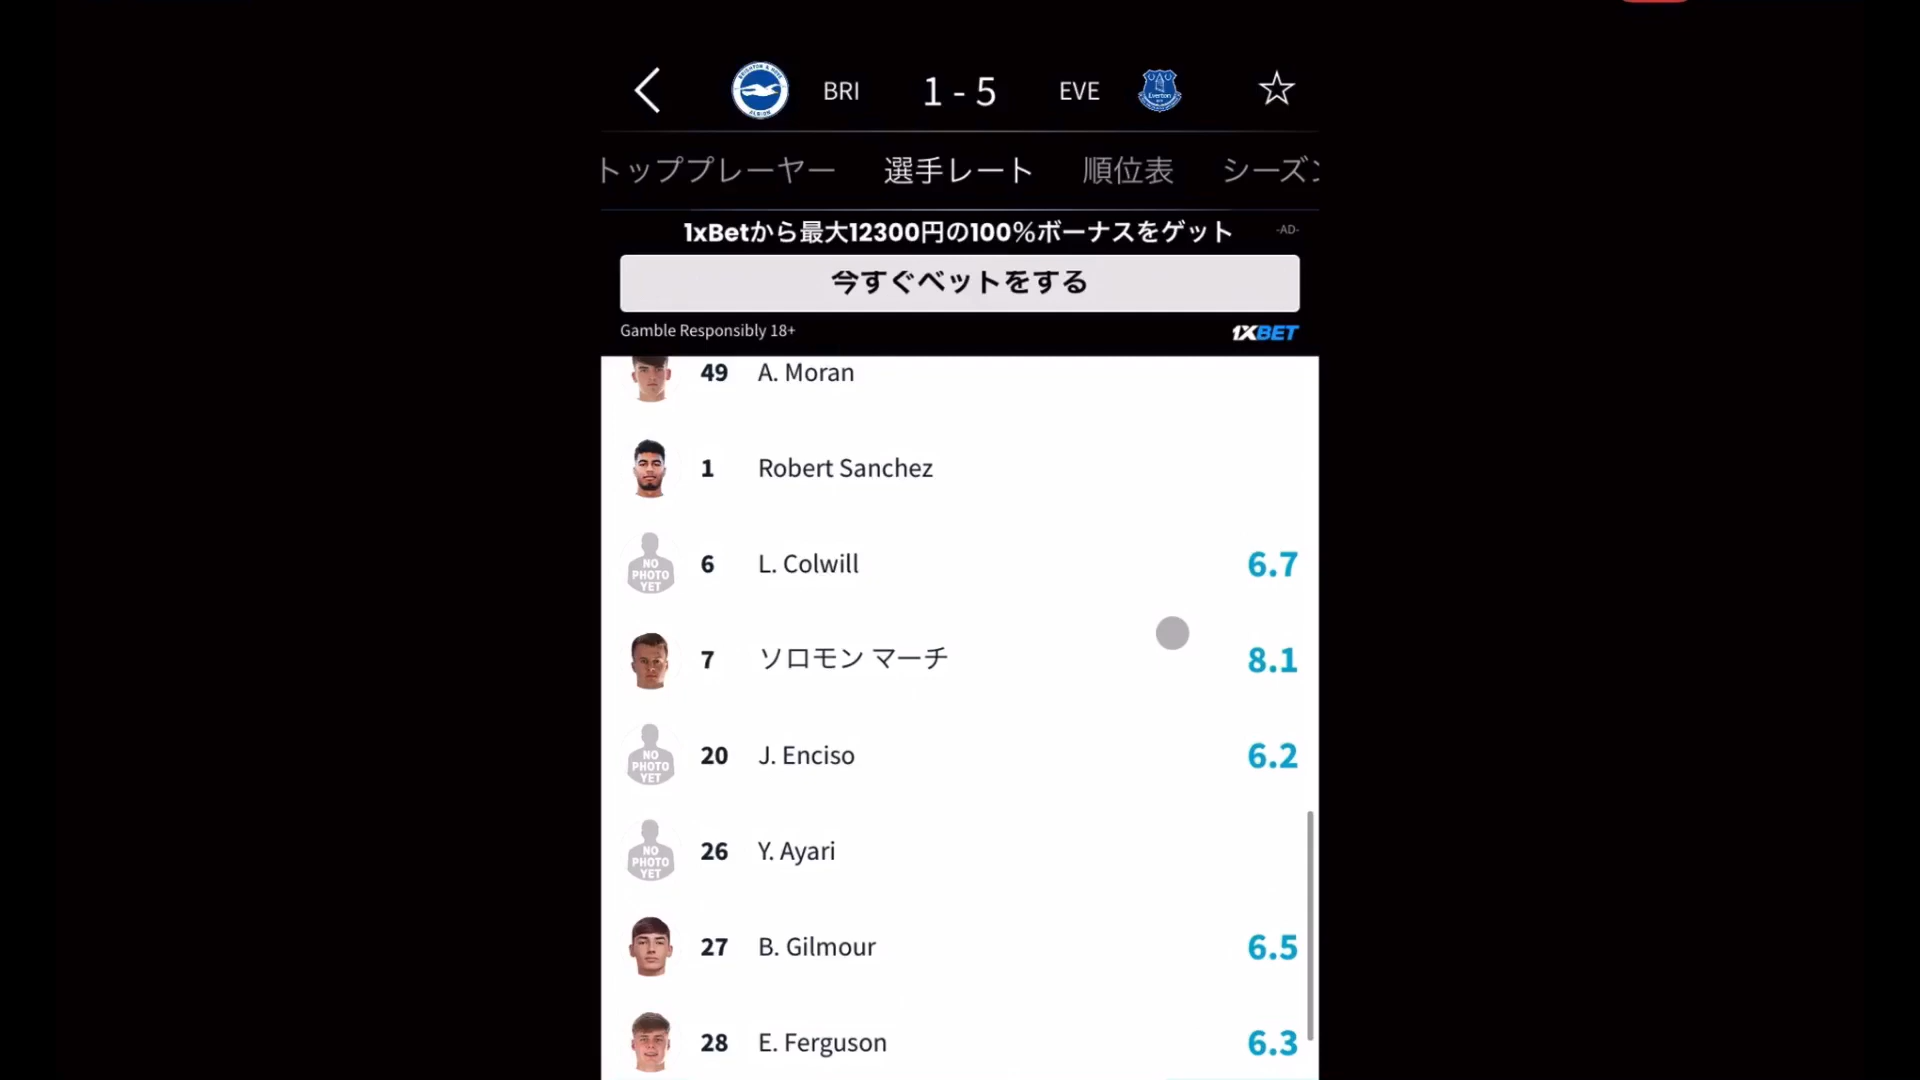 BRI 1 - 5 EVE
トッププレーヤー 選手レート 順位表 シーズン
1xBetから最大12300円の100%ボーナスをゲット -AD-
今すぐベットをする
Gamble Responsibly 18+ 1XBET
49 A. Moran
1 Robert Sanchez
NO PHOTO YET 6 L. Colwill 6.7
7 ソロモン マーチ 8.1
NO PHOTO YET 20 J. Enciso 6.2
NO PHOTO YET 26 Y. Ayari
27 B. Gilmour 6.5
28 E. Ferguson 6.3